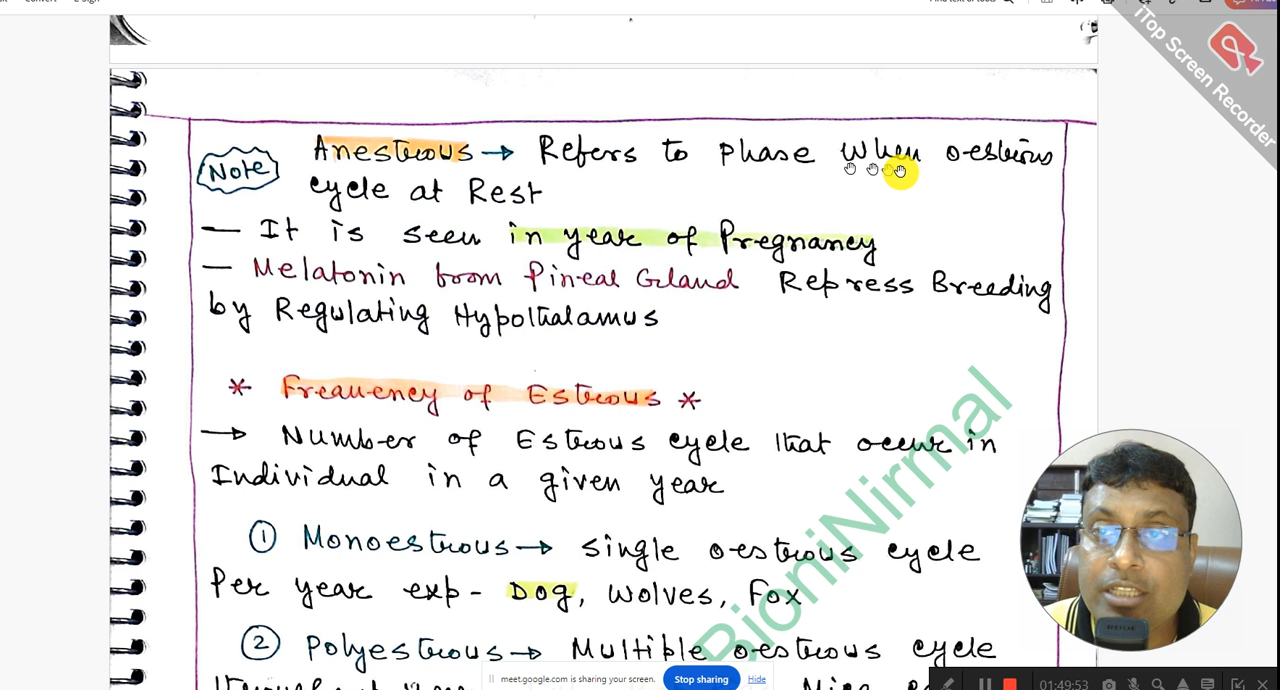 iTop Screen Recorder
Note
Anestrous → Refers to phase when oestrous
cycle at Rest
— It is seen in year of Pregnancy
— Melatonin from Pineal Gland Repress Breeding
by Regulating Hypothalamus
* Frequency of Estrous *
→ Number of Estrous cycle that occur in
Individual in a given year
① Monoestrous → single oestrous cycle
Per year exp - Dog, Wolves, Fox
② Polyestrous → Multiple oestrous cycle
BioniNirmal
meet.google.com is sharing your screen. Stop sharing Hide
01:49:53